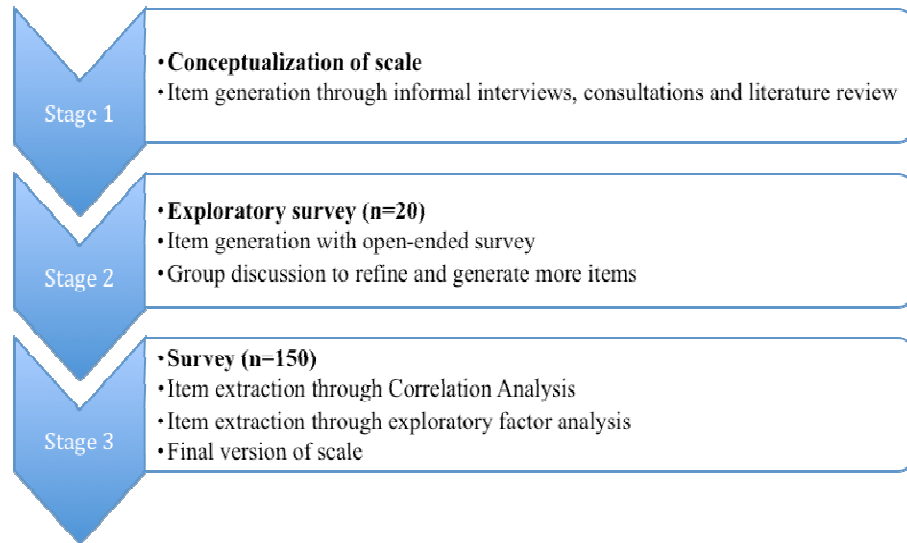 Stage 1
•Conceptualization of scale
•Item generation through informal interviews, consultations and literature review
Stage 2
•Exploratory survey (n=20)
•Item generation with open-ended survey
•Group discussion to refine and generate more items
Stage 3
•Survey (n=150)
•Item extraction through Correlation Analysis
•Item extraction through exploratory factor analysis
•Final version of scale